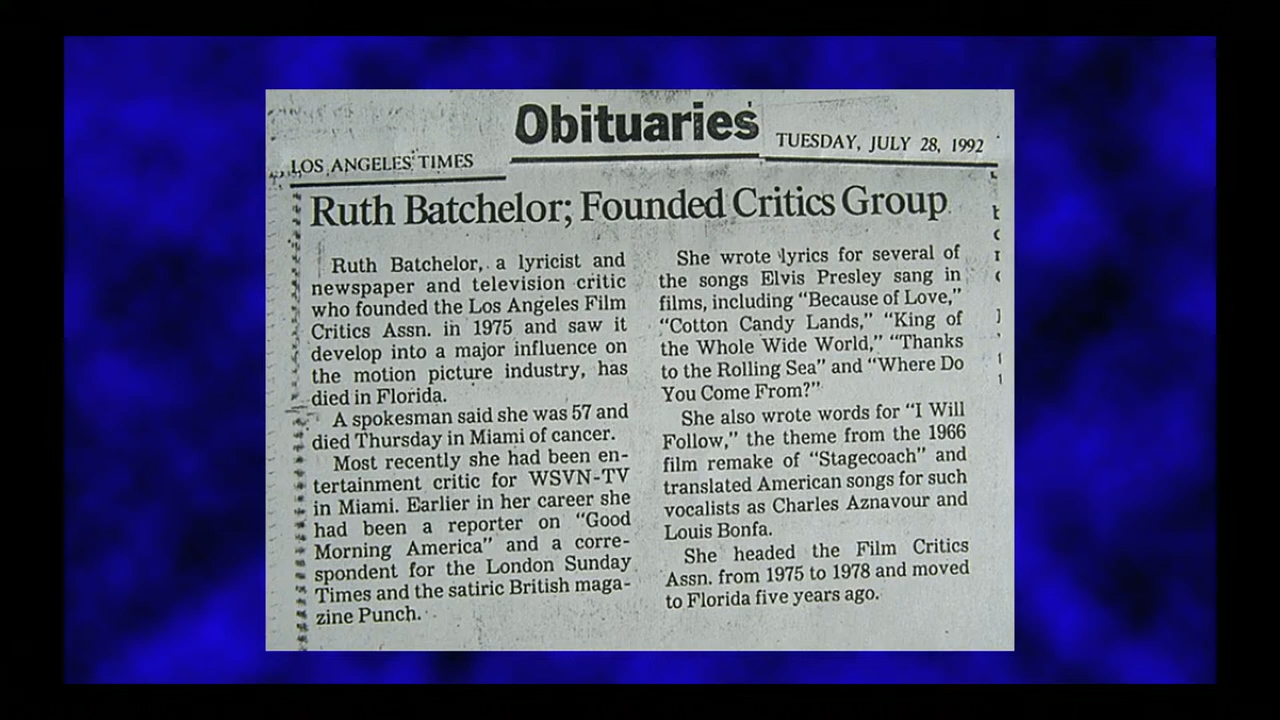 Obituaries
LOS ANGELES TIMES
TUESDAY, JULY 28, 1992
Ruth Batchelor; Founded Critics Group
Ruth Batchelor, a lyricist and
newspaper and television critic
who founded the Los Angeles Film
Critics Assn. in 1975 and saw it
develop into a major influence on
the motion picture industry, has
died in Florida.
A spokesman said she was 57 and
died Thursday in Miami of cancer.
Most recently she had been en-
tertainment critic for WSVN-TV
in Miami. Earlier in her career she
had been a reporter on “Good
Morning America” and a corre-
spondent for the London Sunday
Times and the satiric British maga-
zine Punch.
She wrote lyrics for several of
the songs Elvis Presley sang in
films, including “Because of Love,”
“Cotton Candy Lands,” “King of
the Whole Wide World,” “Thanks
to the Rolling Sea” and “Where Do
You Come From?”
She also wrote words for “I Will
Follow,” the theme from the 1966
film remake of “Stagecoach” and
translated American songs for such
vocalists as Charles Aznavour and
Louis Bonfa.
She headed the Film Critics
Assn. from 1975 to 1978 and moved
to Florida five years ago.